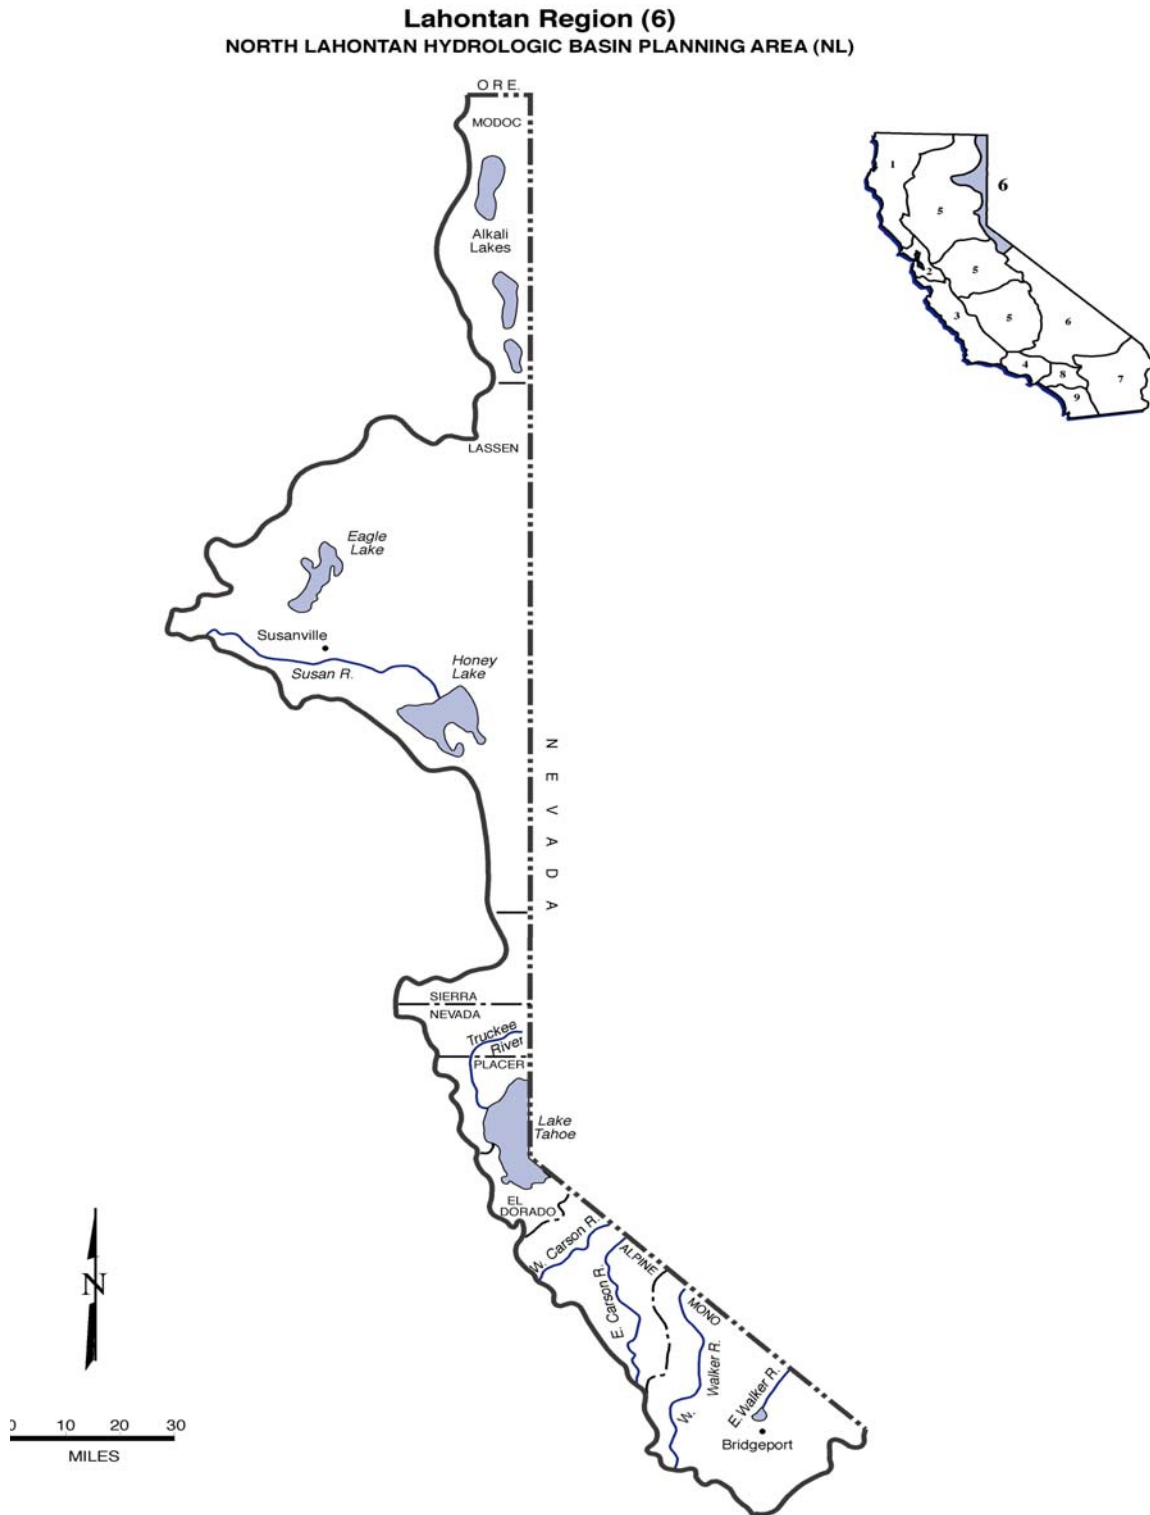 Lahontan Region (6)
NORTH LAHONTAN HYDROLOGIC BASIN PLANNING AREA (NL)
ORE.
MODOC
Alkali
Lakes
LASSEN
Eagle
Lake
Susanville
Susan R.
Honey
Lake
NEVADA
SIERRA
NEVADA
Truckee
River
PLACER
Lake
Tahoe
EL
DORADO
W. Carson R.
E. Carson R.
ALPINE
MONO
W. Walker R.
E. Walker R.
Bridgeport
N
0 10 20 30
MILES
1
5
6
2
5
3
5
6
4
8
7
9